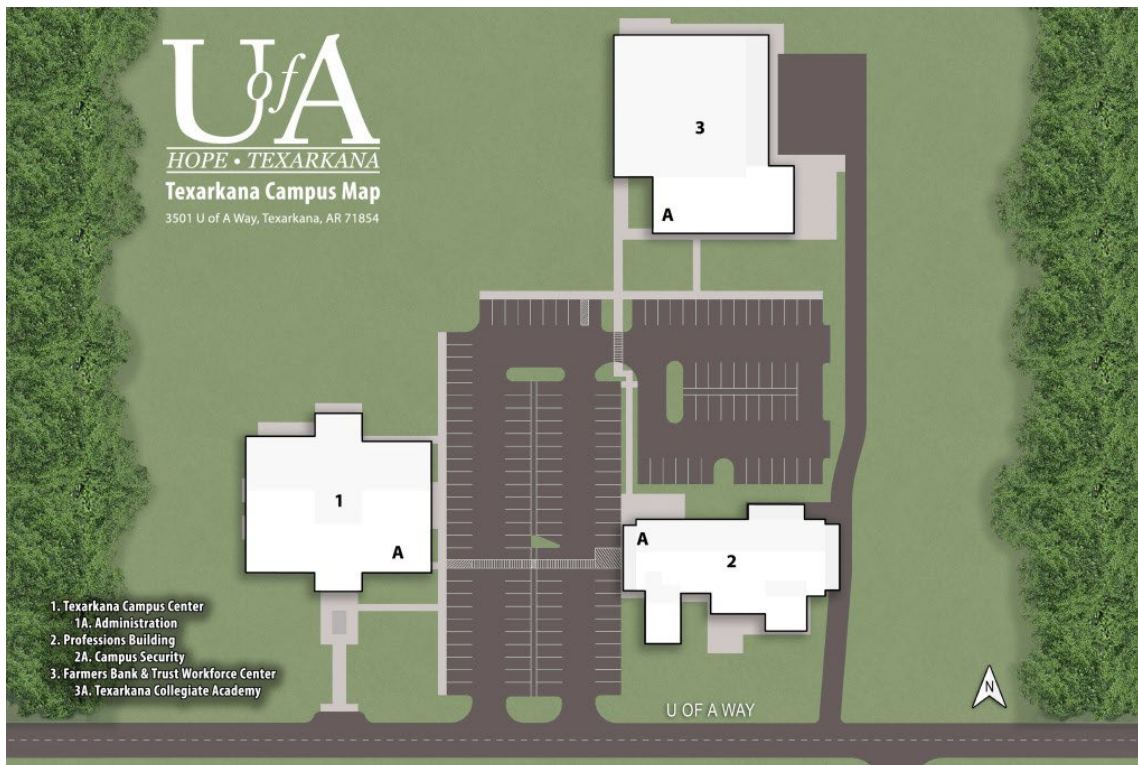 U of A
HOPE • TEXARKANA
Texarkana Campus Map
3501 U of A Way, Texarkana, AR 71854
3
A
1
A
A
2
1. Texarkana Campus Center
1A. Administration
2. Professions Building
2A. Campus Security
3. Farmers Bank & Trust Workforce Center
3A. Texarkana Collegiate Academy
U OF A WAY
N